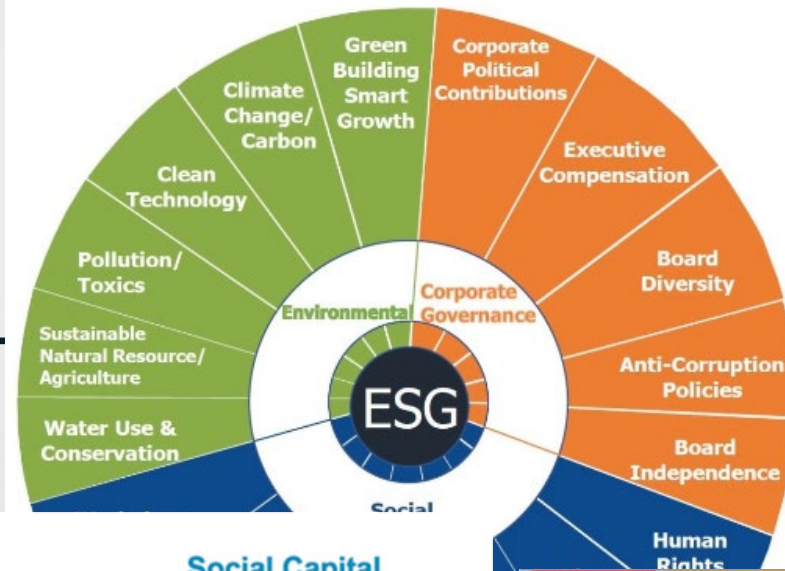 Green
Building
Smart
Growth
Corporate
Political
Contributions
Climate
Change/
Carbon
Executive
Compensation
Clean
Technology
Board
Diversity
Pollution/
Toxics
Environmental
Corporate
Governance
Sustainable
Natural Resource/
Agriculture
Anti-Corruption
Policies
ESG
Water Use &
Conservation
Board
Independence
Social
Human
Rights
Social Capital